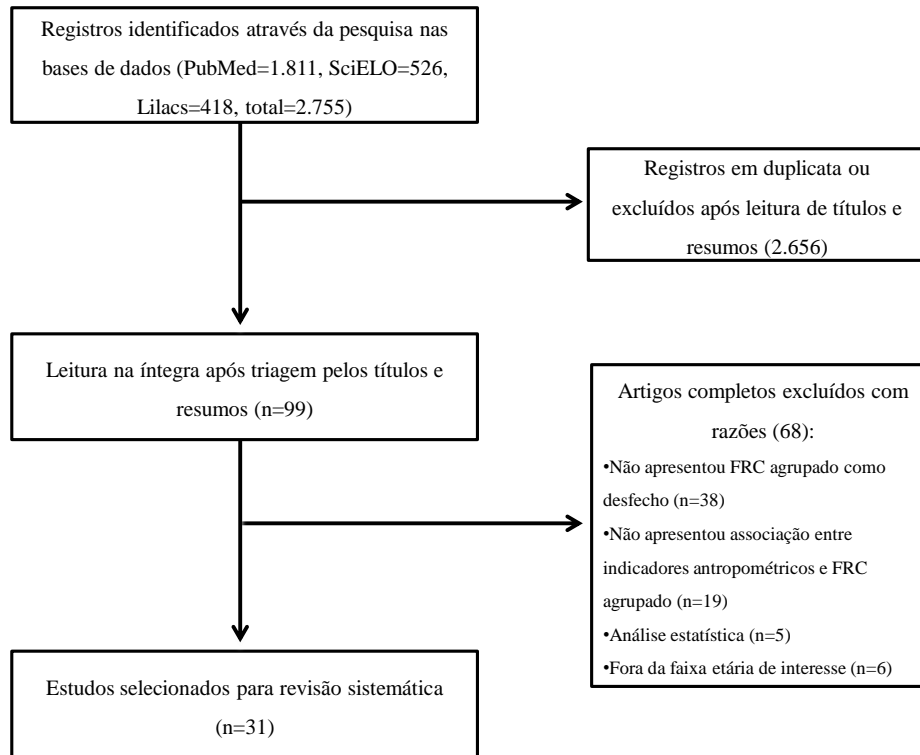 Registros identificados através da pesquisa nas
bases de dados (PubMed=1.811, SciELO=526,
Lilacs=418, total=2.755)
Registros em duplicata ou
excluídos após leitura de títulos e
resumos (2.656)
Leitura na íntegra após triagem pelos títulos e
resumos (n=99)
Artigos completos excluídos com
razões (68):
•Não apresentou FRC agrupado como
desfecho (n=38)
•Não apresentou associação entre
indicadores antropométricos e FRC
agrupado (n=19)
•Análise estatística (n=5)
•Fora da faixa etária de interesse (n=6)
Estudos selecionados para revisão sistemática
(n=31)